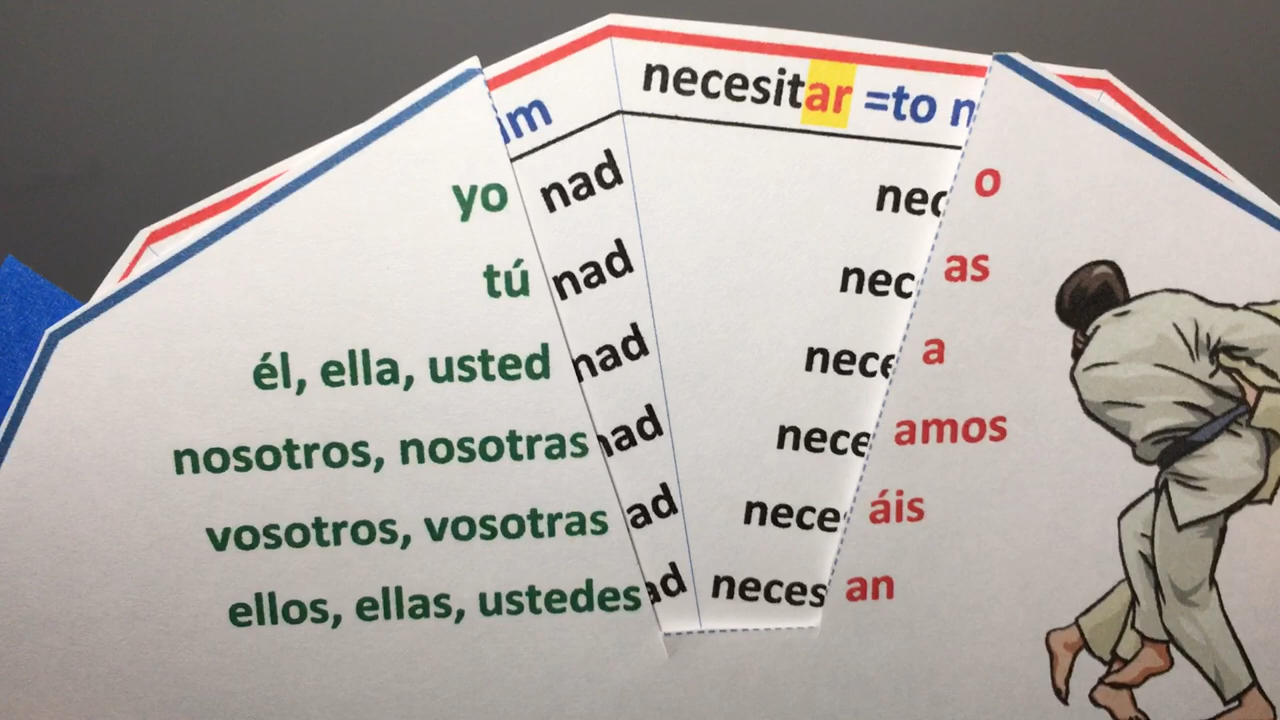 im necesitar =to n
yo nad nec o
tú nad nec as
él, ella, usted nad nece a
nosotros, nosotras nad nece amos
vosotros, vosotras ad nece áis
ellos, ellas, ustedes ad neces an